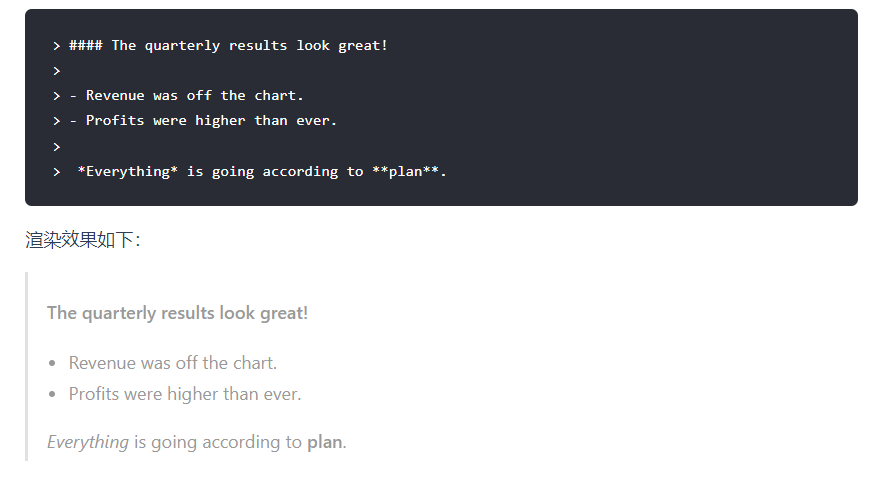 > #### The quarterly results look great!
>
> - Revenue was off the chart.
> - Profits were higher than ever.
>
>  *Everything* is going according to **plan**.
渲染效果如下：
The quarterly results look great!
• Revenue was off the chart.
• Profits were higher than ever.
Everything is going according to plan.